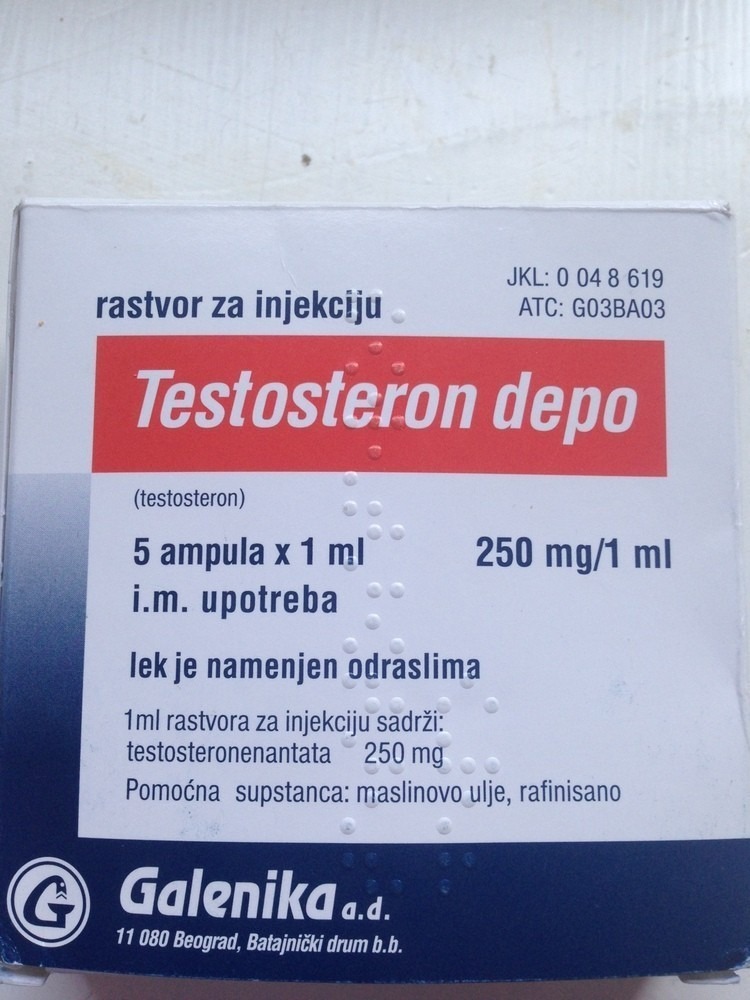 JKL: 0 04 8 619
rastvor za injekciju
ATC: G03BA03
Testosteron depo
(testosteron)
5 ampula x 1 ml 250 mg/1 ml
i.m. upotreba
lek je namenjen odraslima
1ml rastvora za injekciju sadrži:
testosteronenantata 250 mg
Pomoćna supstanca: maslinovo ulje, rafinisano
Galenika a.d.
11 080 Beograd, Batajnički drum b.b.